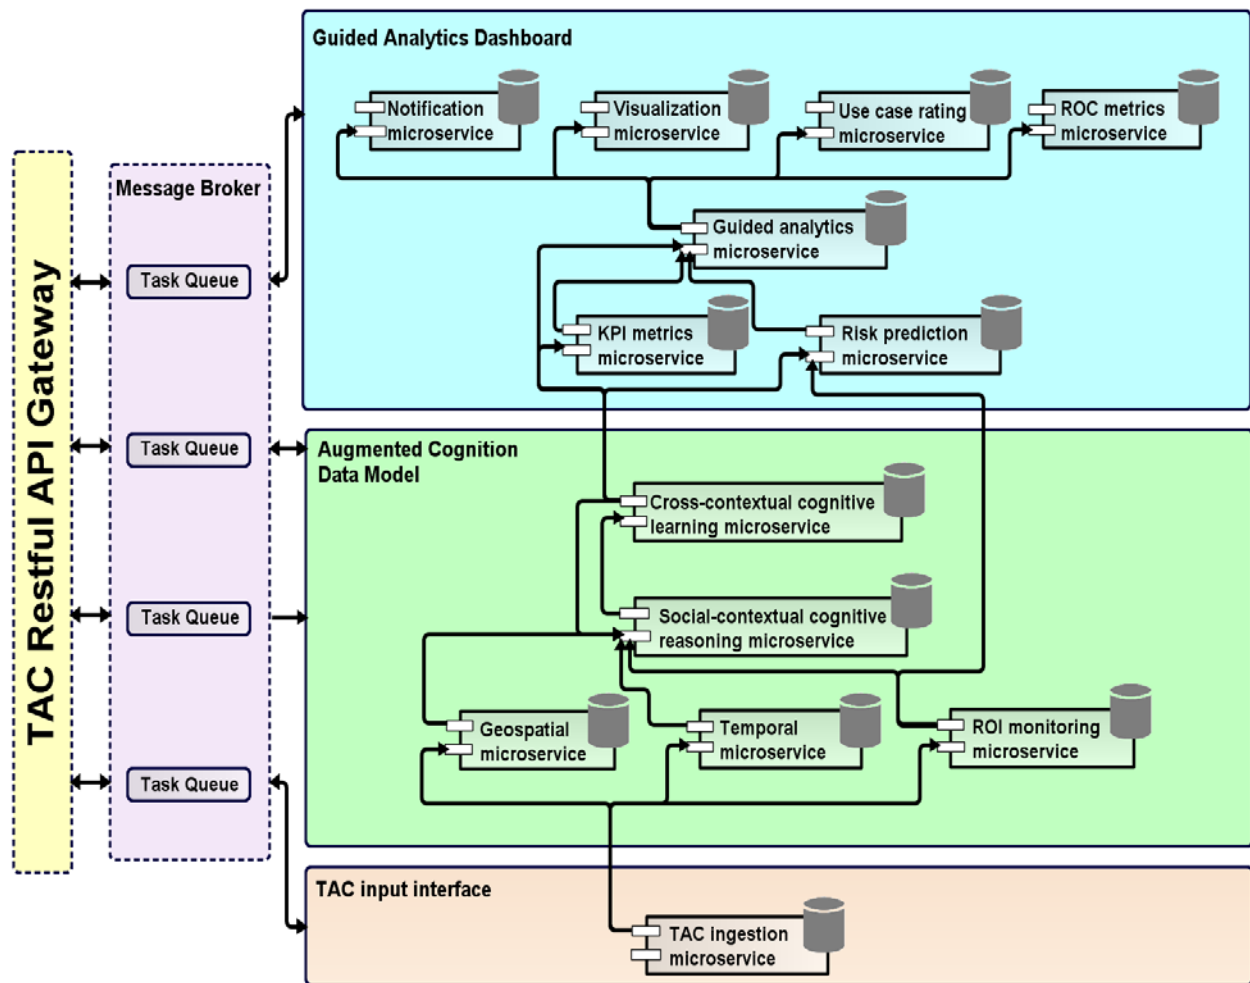 TAC Restful API Gateway
Message Broker
Task Queue
Task Queue
Task Queue
Task Queue
Guided Analytics Dashboard
Notification
microservice
Visualization
microservice
Use case rating
microservice
ROC metrics
microservice
Guided analytics
microservice
KPI metrics
microservice
Risk prediction
microservice
Augmented Cognition
Data Model
Cross-contextual cognitive
learning microservice
Social-contextual cognitive
reasoning microservice
Geospatial
microservice
Temporal
microservice
ROI monitoring
microservice
TAC input interface
TAC ingestion
microservice